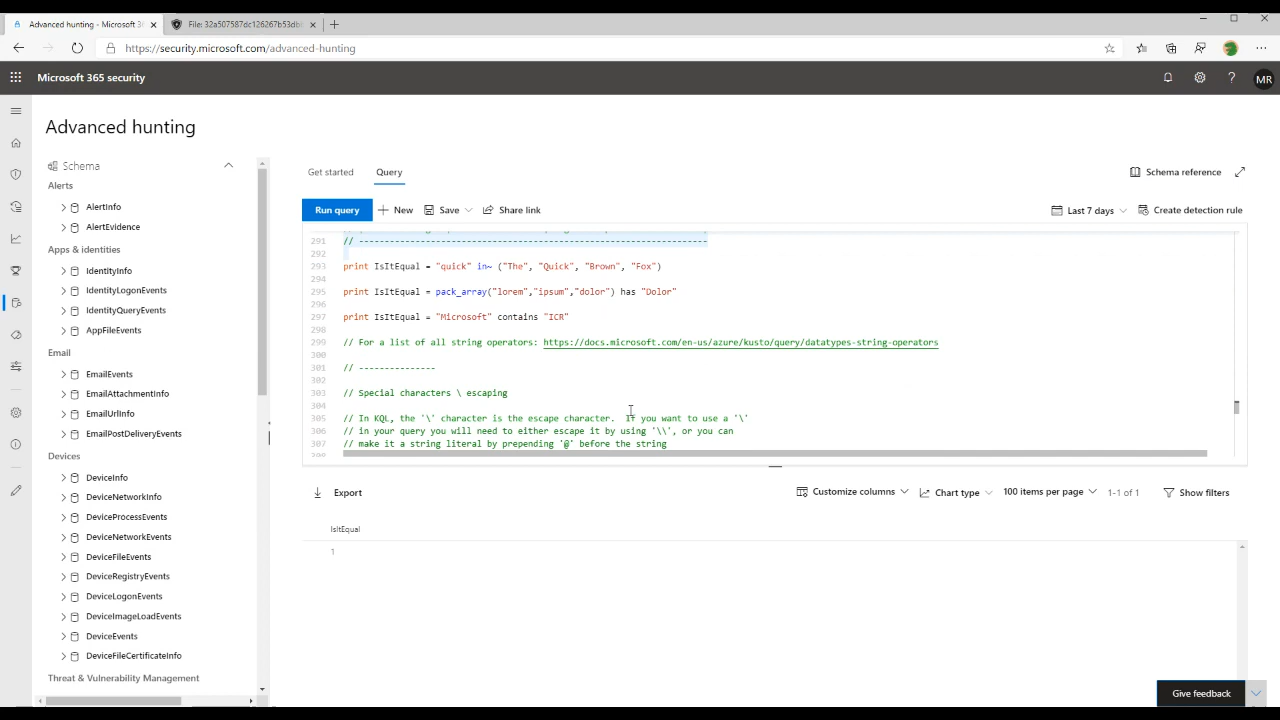 Advanced hunting - Microsoft 36
File: 32a507587dc126267b53db
https://security.microsoft.com/advanced-hunting
Microsoft 365 security
MR
Advanced hunting
Schema
Alerts
AlertInfo
AlertEvidence
Apps & identities
IdentityInfo
IdentityLogonEvents
IdentityQueryEvents
AppFileEvents
Email
EmailEvents
EmailAttachmentInfo
EmailUrlInfo
EmailPostDeliveryEvents
Devices
DeviceInfo
DeviceNetworkInfo
DeviceProcessEvents
DeviceNetworkEvents
DeviceFileEvents
DeviceRegistryEvents
DeviceLogonEvents
DeviceImageLoadEvents
DeviceEvents
DeviceFileCertificateInfo
Threat & Vulnerability Management
Get started Query
Schema reference
Run query New Save Share link
Last 7 days Create detection rule
291 // ---------------------------------------------------------------------
292
293 print IsItEqual = "quick" in~ ("The", "Quick", "Brown", "Fox")
294
295 print IsItEqual = pack_array("lorem","ipsum","dolor") has "Dolor"
296
297 print IsItEqual = "Microsoft" contains "ICR"
298
299 // For a list of all string operators: https://docs.microsoft.com/en-us/azure/kusto/query/datatypes-string-operators
300
301 // ---------------
302
303 // Special characters \ escaping
304
305 // In KQL, the '\' character is the escape character.  If you want to use a '\'
306 // in your query you will need to either escape it by using '\\', or you can
307 // make it a string literal by prepending '@' before the string
308
Export
Customize columns Chart type 100 items per page 1-1 of 1 Show filters
IsItEqual
1
Give feedback